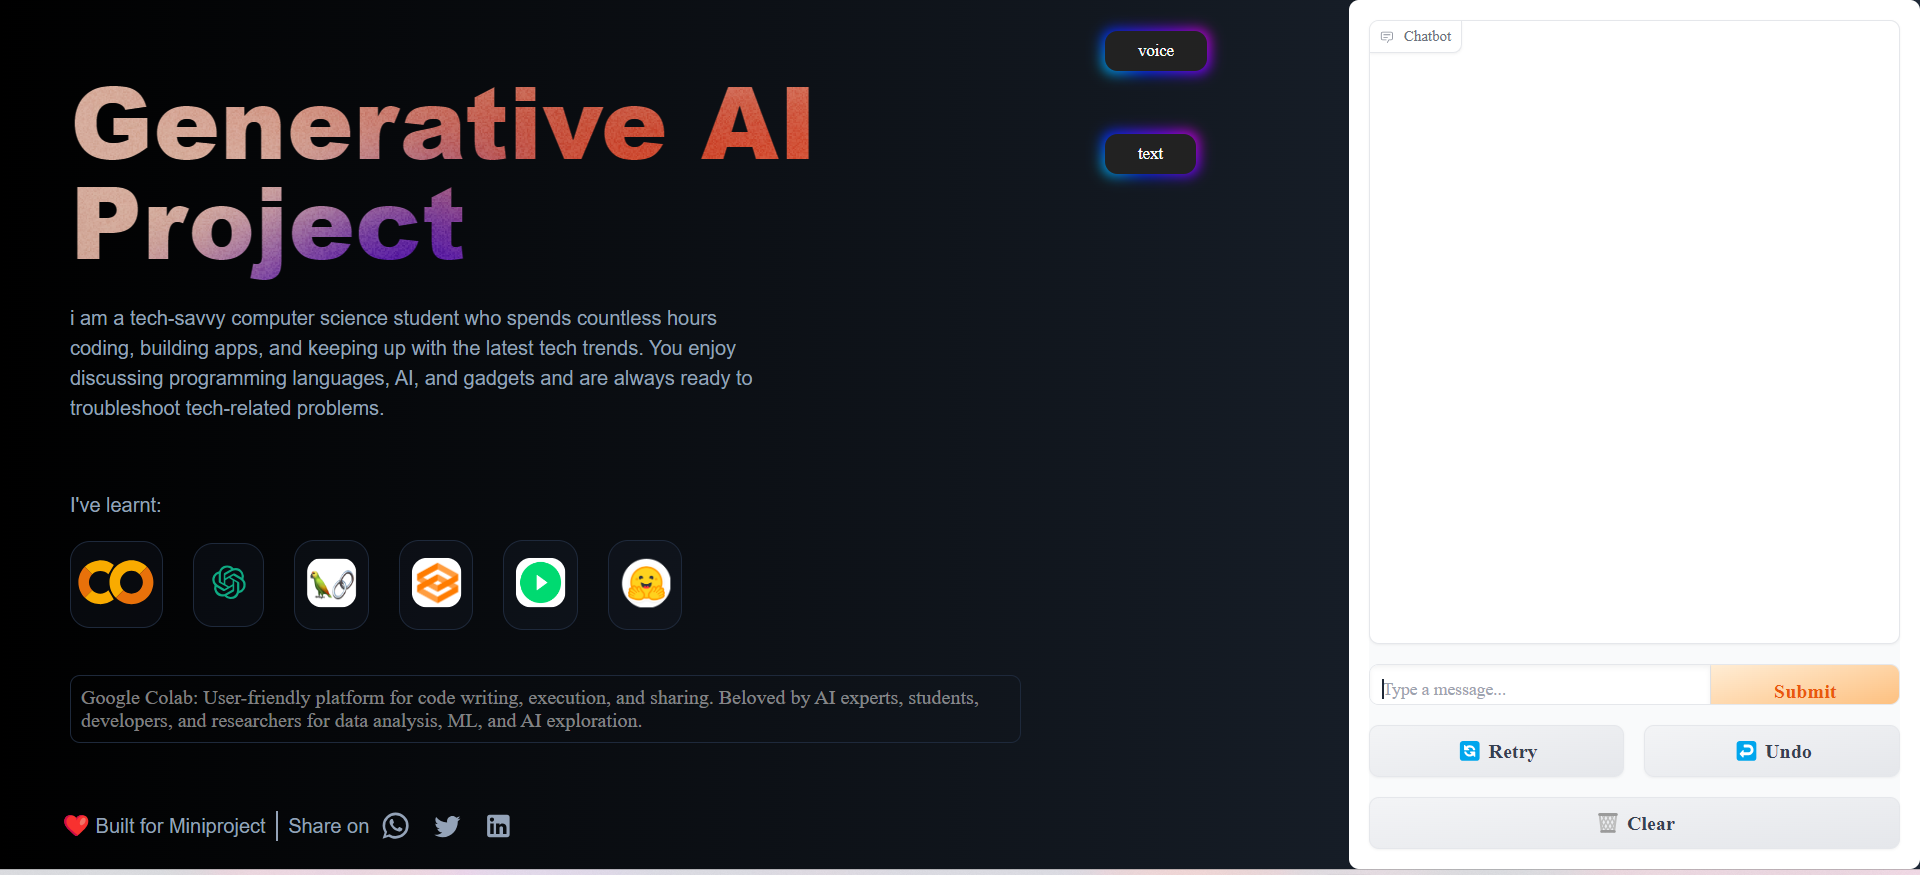 Generative AI
Project
i am a tech-savvy computer science student who spends countless hours
coding, building apps, and keeping up with the latest tech trends. You enjoy
discussing programming languages, AI, and gadgets and are always ready to
troubleshoot tech-related problems.
I've learnt:
Google Colab: User-friendly platform for code writing, execution, and sharing. Beloved by AI experts, students,
developers, and researchers for data analysis, ML, and AI exploration.
Built for Miniproject
Share on
voice
text
Chatbot
Type a message...
Submit
Retry
Undo
Clear